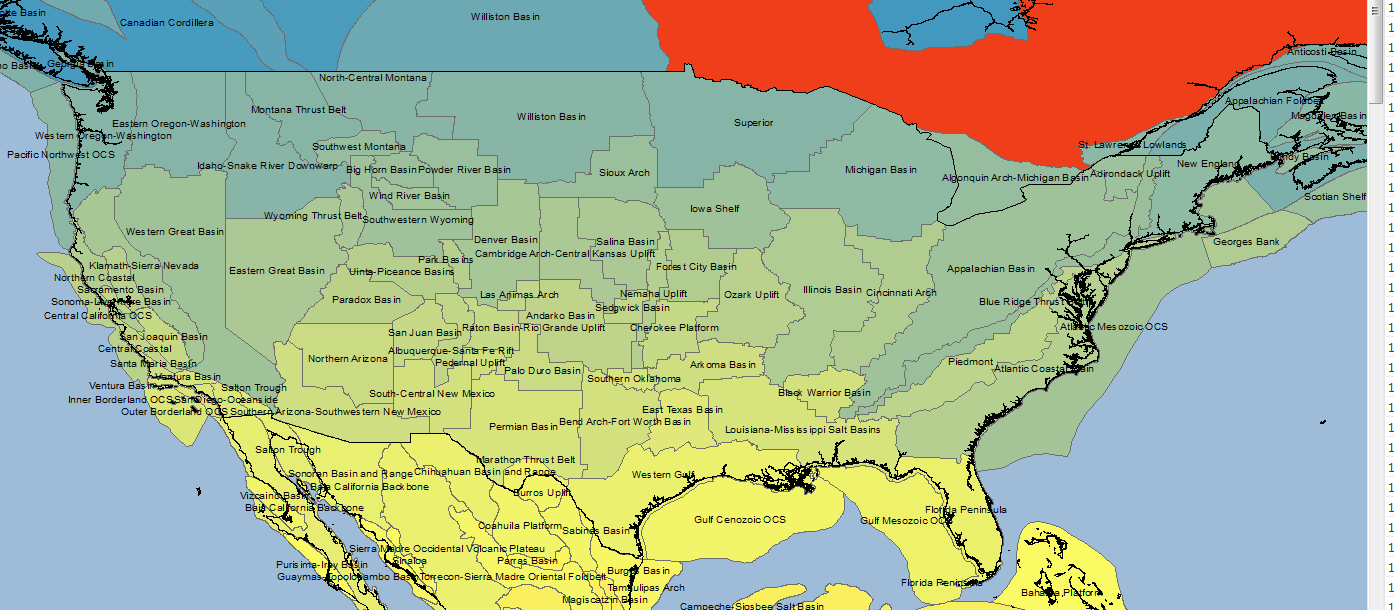 Canadian Cordillera
Williston Basin
Anticosti Basin
North-Central Montana
Montana Thrust Belt
Williston Basin
Superior
Eastern Oregon-Washington
Western Oregon-Washington
Pacific Northwest OCS
Southwest Montana
Idaho-Snake River Downwarp
Big Horn Basin
Powder River Basin
Sioux Arch
Michigan Basin
Algonquin Arch-Michigan Basin
St. Lawrence Lowlands
Adirondack Uplift
New England
Scotian Shelf
Wind River Basin
Wyoming Thrust Belt
Southwestern Wyoming
Iowa Shelf
Western Great Basin
Denver Basin
Salina Basin
Cambridge Arch-Central Kansas Uplift
Georges Bank
Park Basins
Klamath-Sierra Nevada
Northern Coastal
Eastern Great Basin
Uinta-Piceance Basins
Forest City Basin
Appalachian Basin
Sacramento Basin
Paradox Basin
Las Animas Arch
Nemaha Uplift
Ozark Uplift
Illinois Basin
Cincinnati Arch
Blue Ridge Thrust
Central California OCS
Sedgwick Basin
Andarko Basin
San Juan Basin
Raton Basin-Rio Grande Uplift
Cherokee Platform
Atlantic Mesozoic OCS
San Joaquin Basin
Central Coastal
Northern Arizona
Albuquerque-Santa Fe Rift
Pedernal Uplift
Palo Duro Basin
Arkoma Basin
Piedmont
Atlantic Coastal Basin
Santa Maria Basin
Ventura Basin
Southern Oklahoma
Ventura Basin
Salton Trough
South-Central New Mexico
Black Warrior Basin
Inner Borderland OCS
San Diego-Oceanside
Outer Borderland OCS
Southern Arizona-Southwestern New Mexico
East Texas Basin
Permian Basin
Bend Arch-Fort Worth Basin
Louisiana-Mississippi Salt Basins
Salton Trough
Marathon Thrust Belt
Sonoran Basin and Range
Chihuahuan Basin and Range
Western Gulf
Baja California Backbone
Vizcaino Basin
Burros Uplift
Baja California Backbone
Florida Peninsula
Gulf Cenozoic OCS
Gulf Mesozoic OCS
Coahuila Platform
Sabinas Basin
Sierra Madre Occidental Volcanic Plateau
Purisima-Iray Basin
Sinaloa
Parras Basin
Burgos Basin
Torrecon-Sierra Madre Oriental Foldbelt
Florida Peninsula
Tamaulipas Arch
Magiscatzin Basin
Bahama Platform
Campeche-Sigsbee Salt Basin